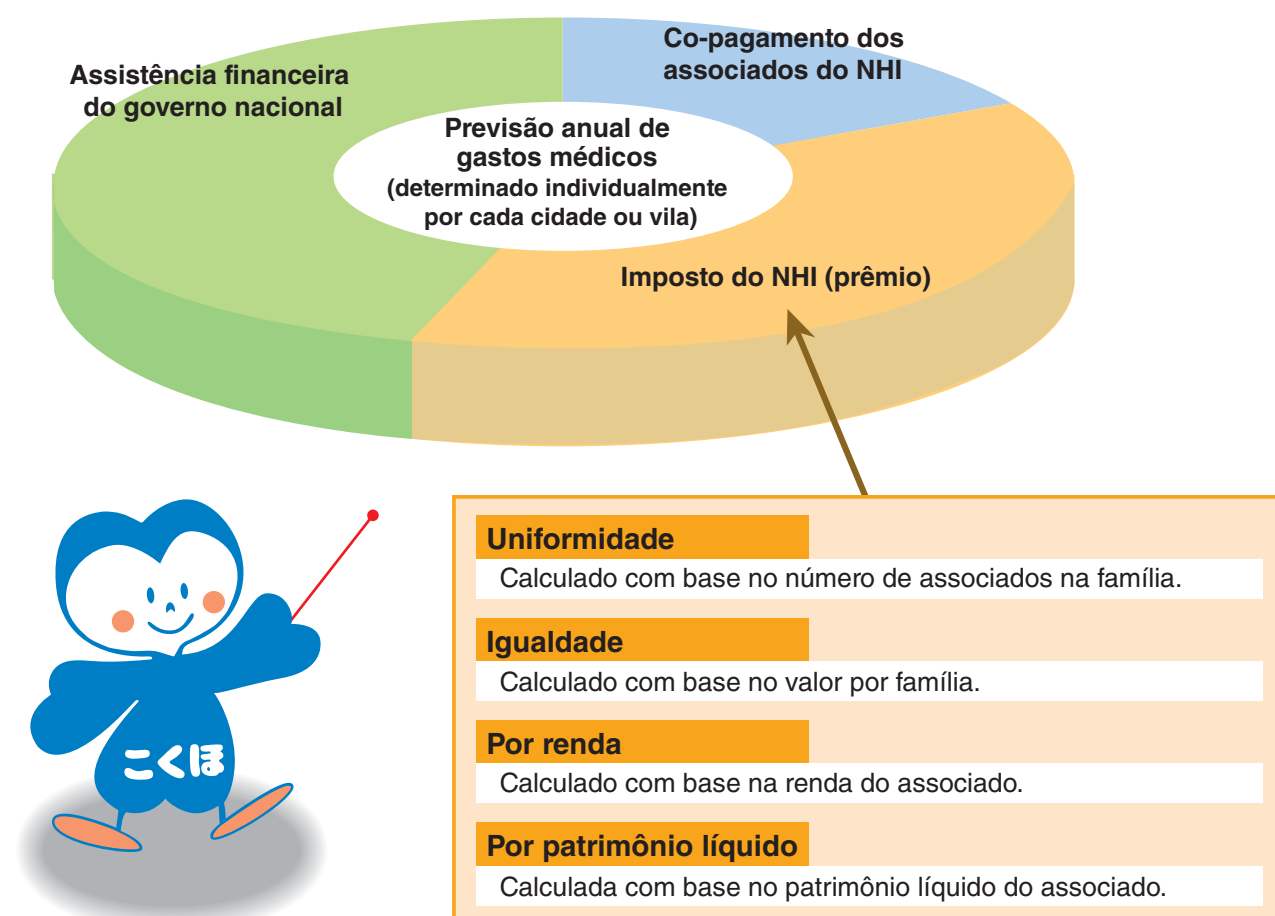 Co-pagamento dos
associados do NHI
Assistência financeira
do governo nacional
Previsão anual de
gastos médicos
(determinado individualmente
por cada cidade ou vila)
Imposto do NHI (prêmio)
Uniformidade
Calculado com base no número de associados na família.
Igualdade
Calculado com base no valor por família.
Por renda
Calculado com base na renda do associado.
Por patrimônio líquido
Calculada com base no patrimônio líquido do associado.
こくほ